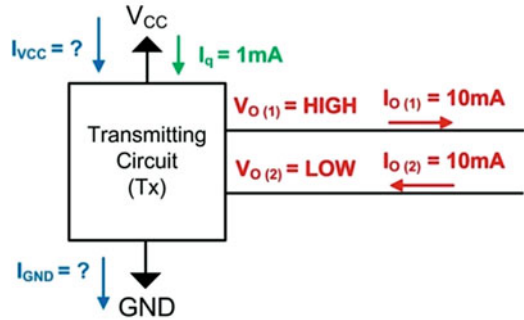 V_CC
I_VCC = ?
I_q = 1mA
V_O (1) = HIGH I_O (1) = 10mA
Transmitting
Circuit
(Tx)
V_O (2) = LOW I_O (2) = 10mA
I_GND = ?
GND